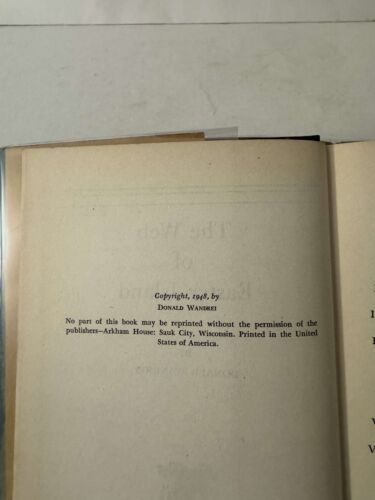 Copyright, 1948, by
DONALD WANDREI
No part of this book may be reprinted without the permission of the
publishers—Arkham House: Sauk City, Wisconsin. Printed in the United
States of America.